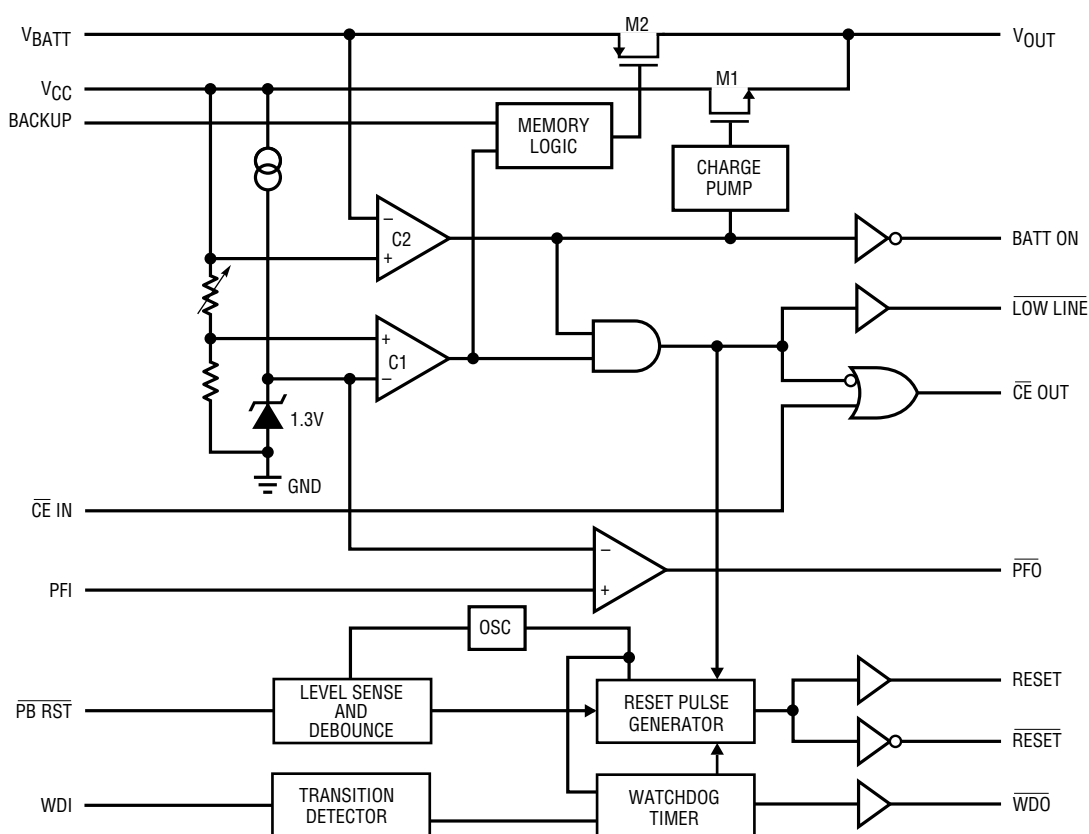 VBATT
M2
VOUT
VCC
M1
BACKUP
MEMORY
LOGIC
CHARGE
PUMP
−
C2
+
BATT ON
LOW LINE
+
C1
−
CE OUT
1.3V
GND
CE IN
−
PFI
+
PFO
OSC
PB RST
LEVEL SENSE
AND
DEBOUNCE
RESET PULSE
GENERATOR
RESET
RESET
WDI
TRANSITION
DETECTOR
WATCHDOG
TIMER
WDO